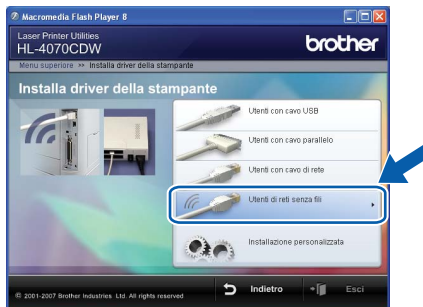 Macromedia Flash Player 8
Laser Printer Utilities
HL-4070CDW
brother
Menu superiore >> Installa driver della stampante
Installa driver della stampante
Utenti con cavo USB
Utenti con cavo parallelo
Utenti con cavo di rete
Utenti di reti senza fili
Installazione personalizzata
© 2001-2007 Brother Industries Ltd. All rights reserved
Indietro
Esci